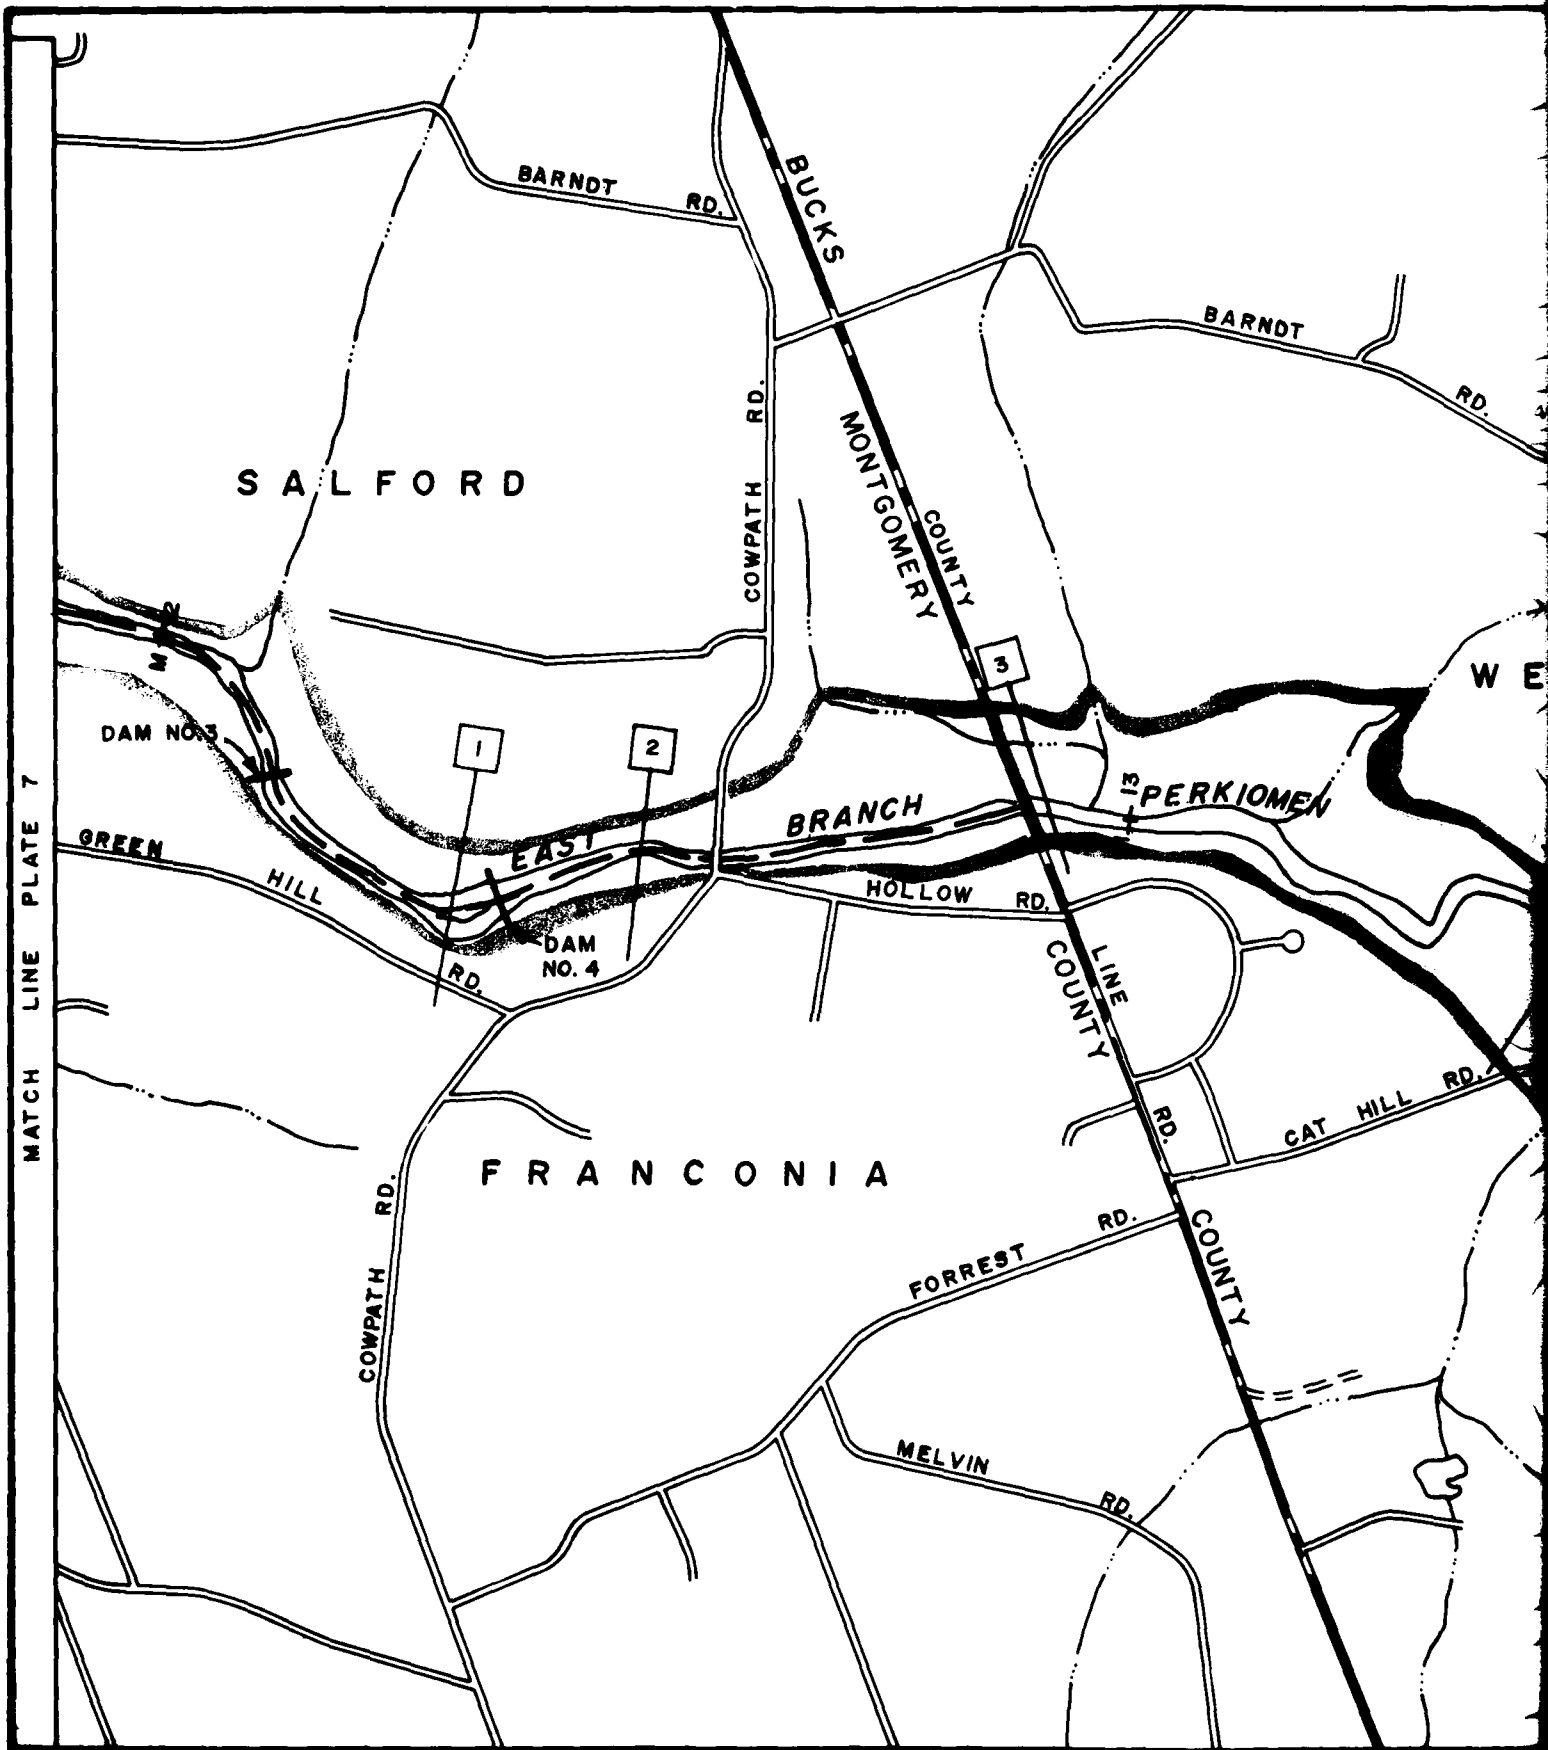 BARNDT RD.
BUCKS
BARNDT RD.
COWPATH RD.
MONTGOMERY
COUNTY
SALFORD
M 12
3
WE
DAM NO. 3
1
2
MATCH LINE PLATE 7
GREEN HILL RD.
EAST BRANCH PERKIOMEN
13
HOLLOW RD.
DAM
NO. 4
COUNTY
LINE
RD.
CAT HILL RD.
FRANCONIA
COWPATH RD.
FORREST RD.
COUNTY
MELVIN RD.